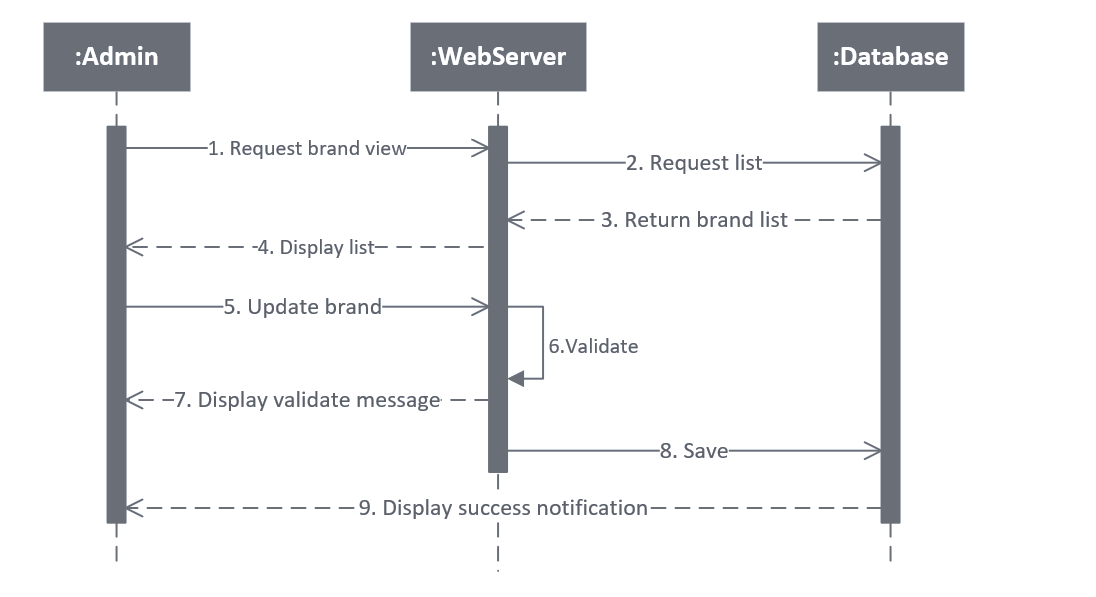 :Admin
:WebServer
:Database
1. Request brand view
2. Request list
3. Return brand list
4. Display list
5. Update brand
6.Validate
7. Display validate message
8. Save
9. Display success notification